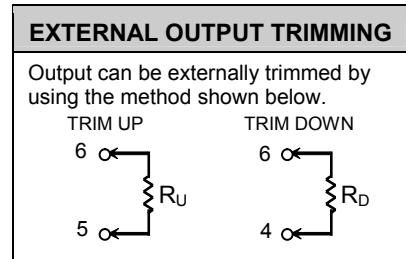 EXTERNAL OUTPUT TRIMMING
Output can be externally trimmed by
using the method shown below.
TRIM UP TRIM DOWN
6 6
RU RD
5 4